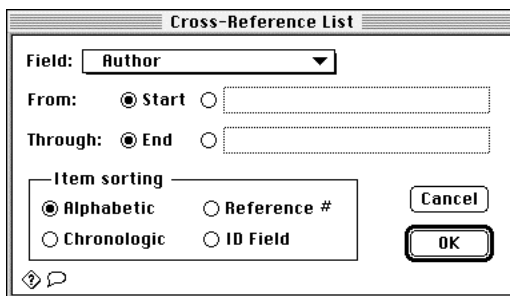 Cross-Reference List
Field: Author
From: Start
Through: End
Item sorting
Alphabetic Reference #
Chronologic ID Field
Cancel
OK
?